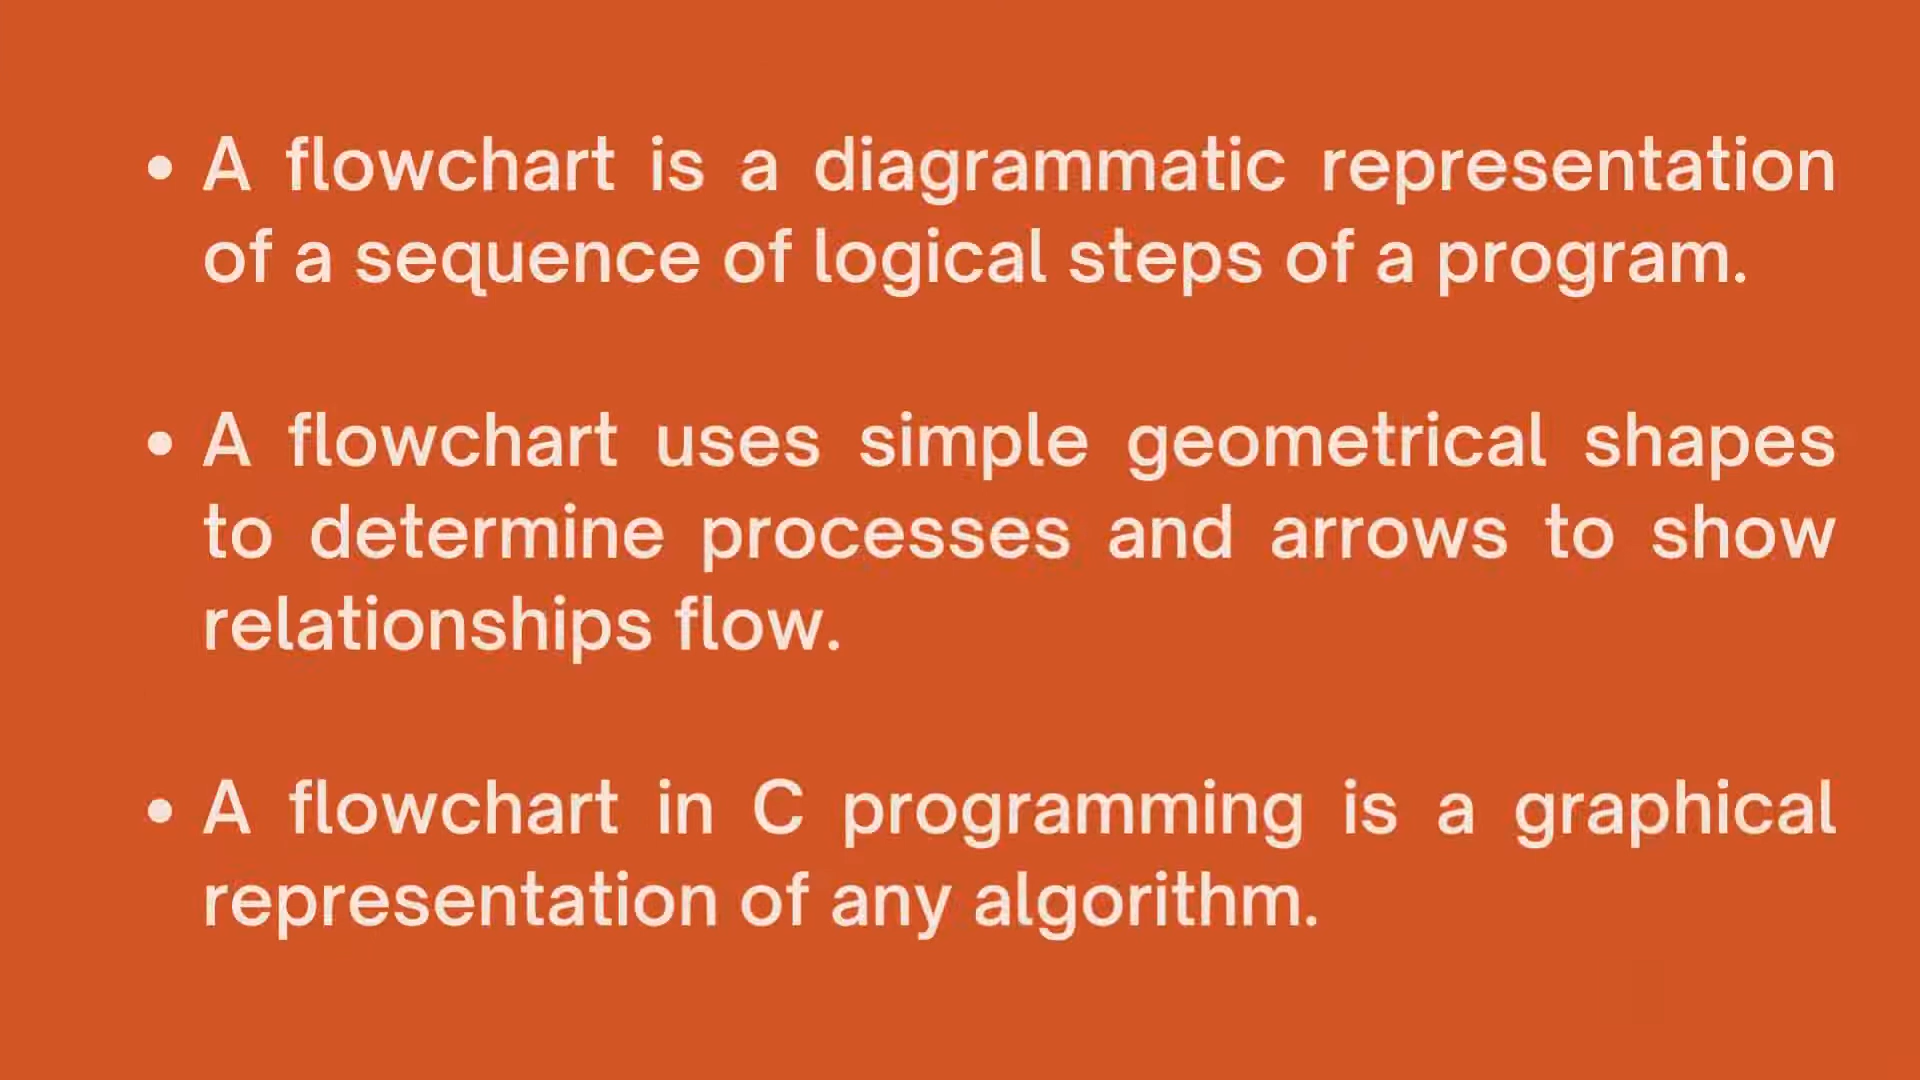 • A flowchart is a diagrammatic representation
of a sequence of logical steps of a program.
• A flowchart uses simple geometrical shapes
to determine processes and arrows to show
relationships flow.
• A flowchart in C programming is a graphical
representation of any algorithm.